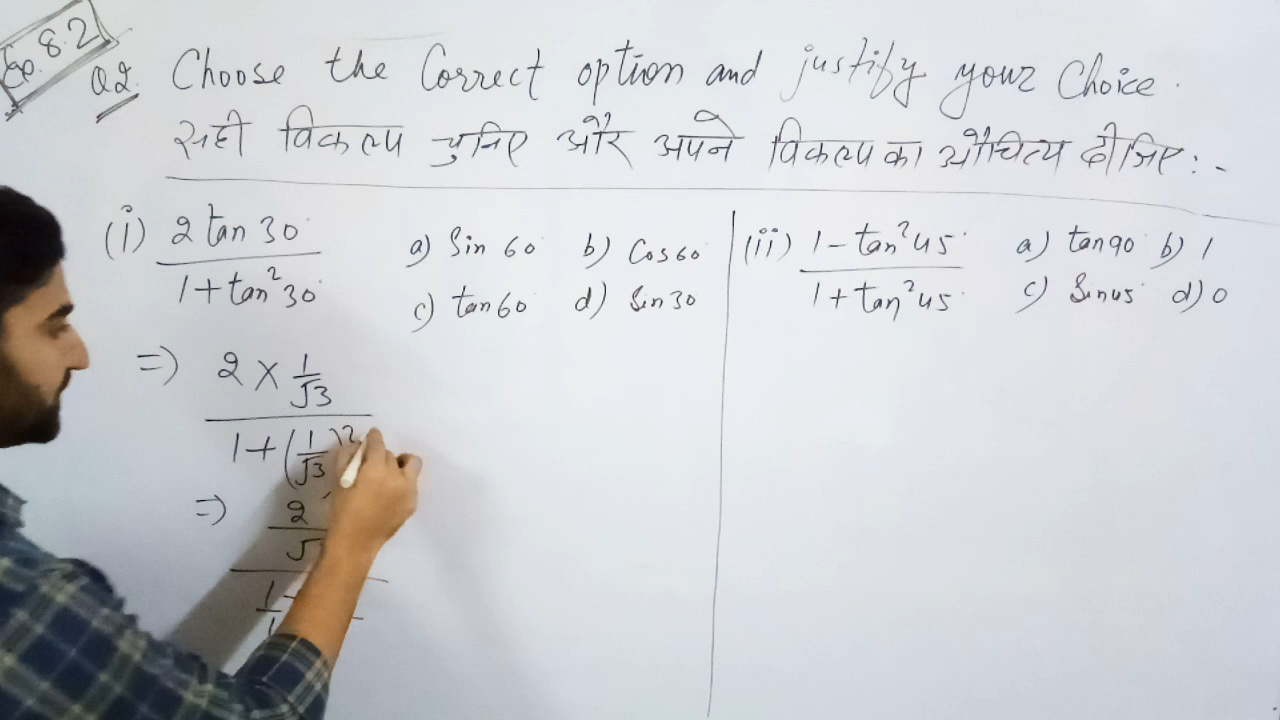 Ex. 8.2
Q2. Choose the Correct option and justify your Choice.
सही विकल्प चुनिए और अपने विकल्प का औचित्य दीजिए :-
(i) 2 tan 30° / 1 + tan² 30°
a) Sin 60° b) Cos 60°
c) tan 60° d) Sin 30°
=) 2 × 1/√3 / 1 + (1/√3)²
=) 2
(ii) 1 - tan² 45° / 1 + tan² 45°
a) tan 90° b) 1
c) Sin 45° d) 0